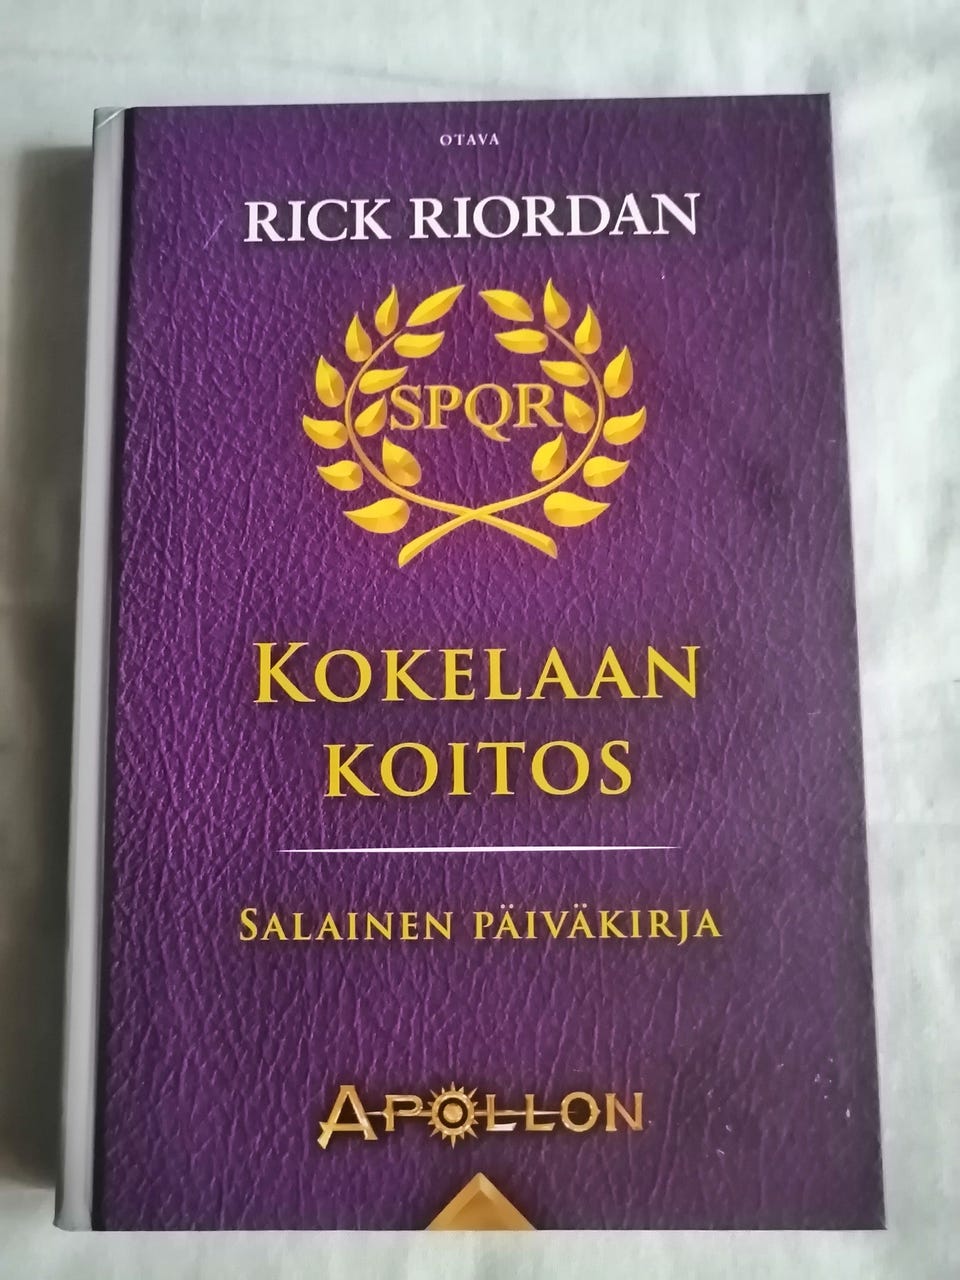 OTAVA
RICK RIORDAN
SPQR
KOKELAAN
KOITOS
SALAINEN PÄIVÄKIRJA
APOLLON